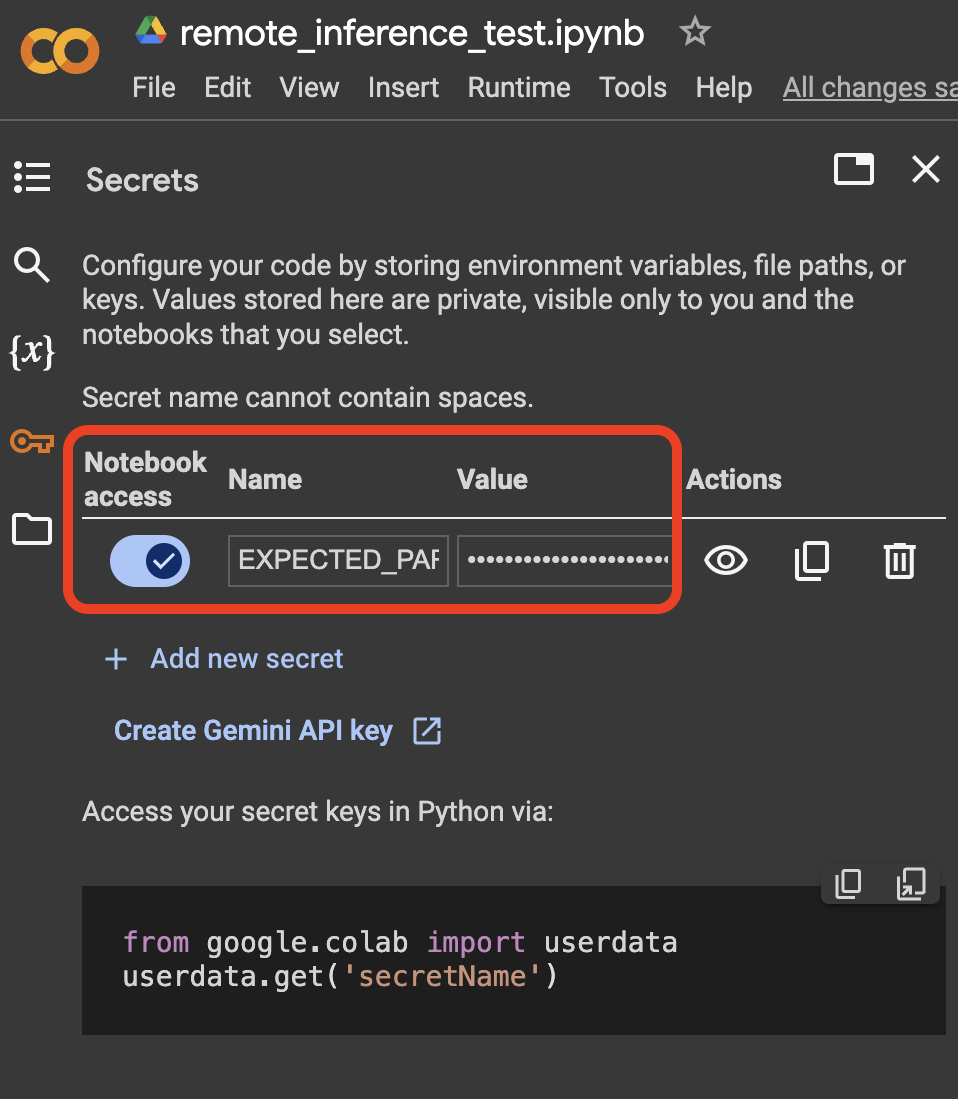 remote_inference_test.ipynb
File Edit View Insert Runtime Tools Help All changes sa
Secrets
Configure your code by storing environment variables, file paths, or
keys. Values stored here are private, visible only to you and the
notebooks that you select.
{x}
Secret name cannot contain spaces.
Notebook
access
Name Value Actions
EXPECTED_PAR ••••••••••••••••••••
+ Add new secret
Create Gemini API key
Access your secret keys in Python via:
from google.colab import userdata
userdata.get('secretName')